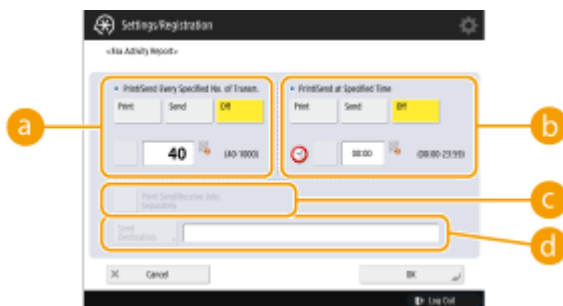 Settings/Registration
<Fax Activity Report>
Print/Send Every Specified No. of Transm.
Print/Send at Specified Time
Print
Send
Off
Print
Send
Off
40
(40-1000)
00:00
(00:00-23:59)
Print Send/Receive Jobs
Separately
Send
Destination
Cancel
OK
Log Out
a
b
c
d